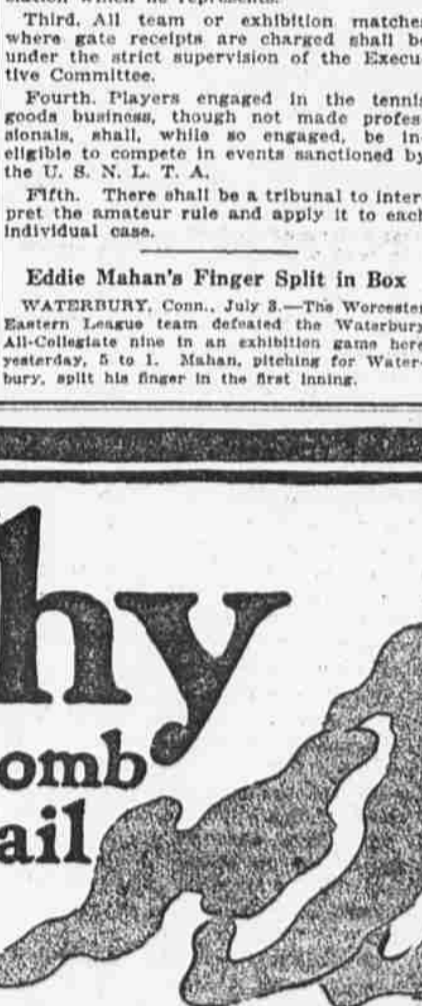 Third. All team or exhibition matches
where gate receipts are charged shall be
under the strict supervision of the Execu-
tive Committee.
Fourth. Players engaged in the tennis
goods business, though not made profes-
sionals, shall, while so engaged, be in-
eligible to compete in events sanctioned by
the U. S. N. L. T. A.
Fifth. There shall be a tribunal to inter-
pret the amateur rule and apply it to each
individual case.
Eddie Mahan's Finger Split in Box
WATERBURY, Conn., July 3.—The Worcester
Eastern League team defeated the Waterbury
All-Collegiate nine in an exhibition game here
yesterday, 5 to 1. Mahan, pitching for Water-
bury, split his finger in the first inning.
hy
omb
ail